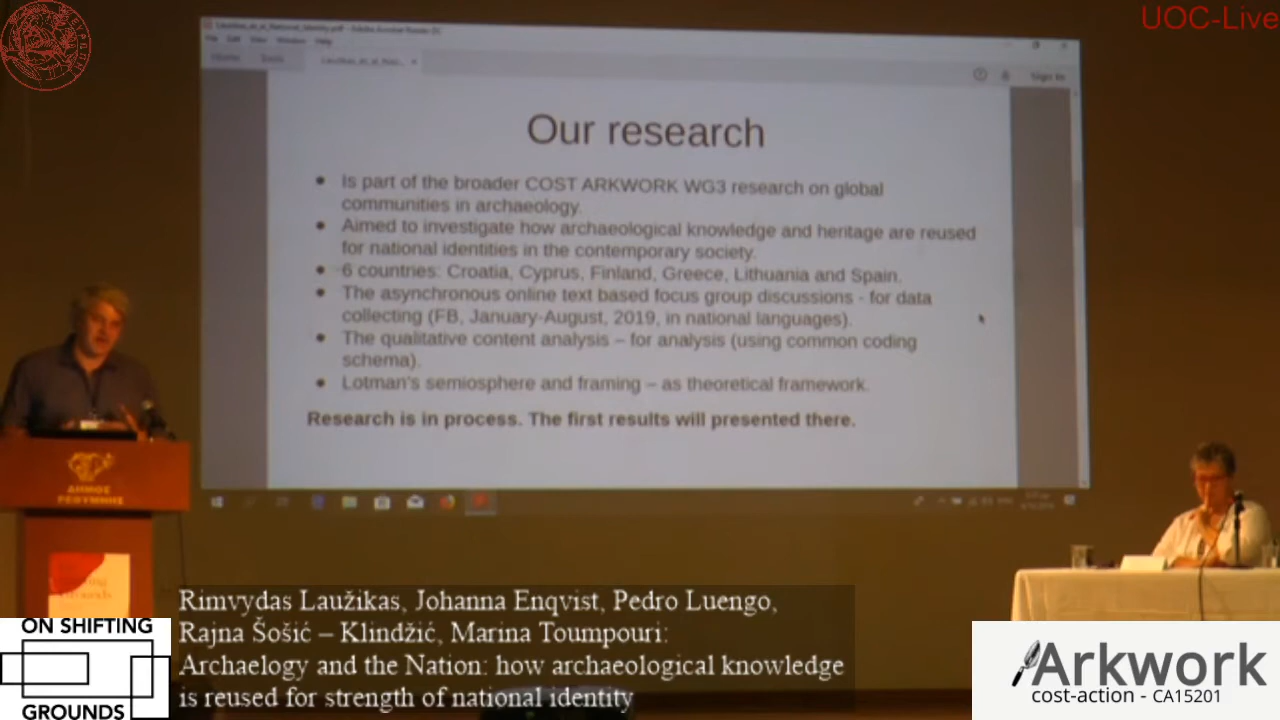 UOC-Live
Sign In
Our research
Is part of the broader COST ARKWORK WG3 research on global
communities in archaeology.
Aimed to investigate how archaeological knowledge and heritage are reused
for national identities in the contemporary society.
6 countries: Croatia, Cyprus, Finland, Greece, Lithuania and Spain.
The asynchronous online text based focus group discussions - for data
collecting (FB, January-August, 2019, in national languages).
The qualitative content analysis – for analysis (using common coding
schema).
Lotman's semiosphere and framing – as theoretical framework.
Research is in process. The first results will presented there.
ΔΗΜΟΣ
ΡΕΘΥΜΝΗΣ
Rimvydas Laužikas, Johanna Enqvist, Pedro Luengo,
Rajna Šošić – Klindžić, Marina Toumpouri:
Archaelogy and the Nation: how archaeological knowledge
is reused for strength of national identity
ON SHIFTING
GROUNDS
Arkwork
cost-action - CA15201